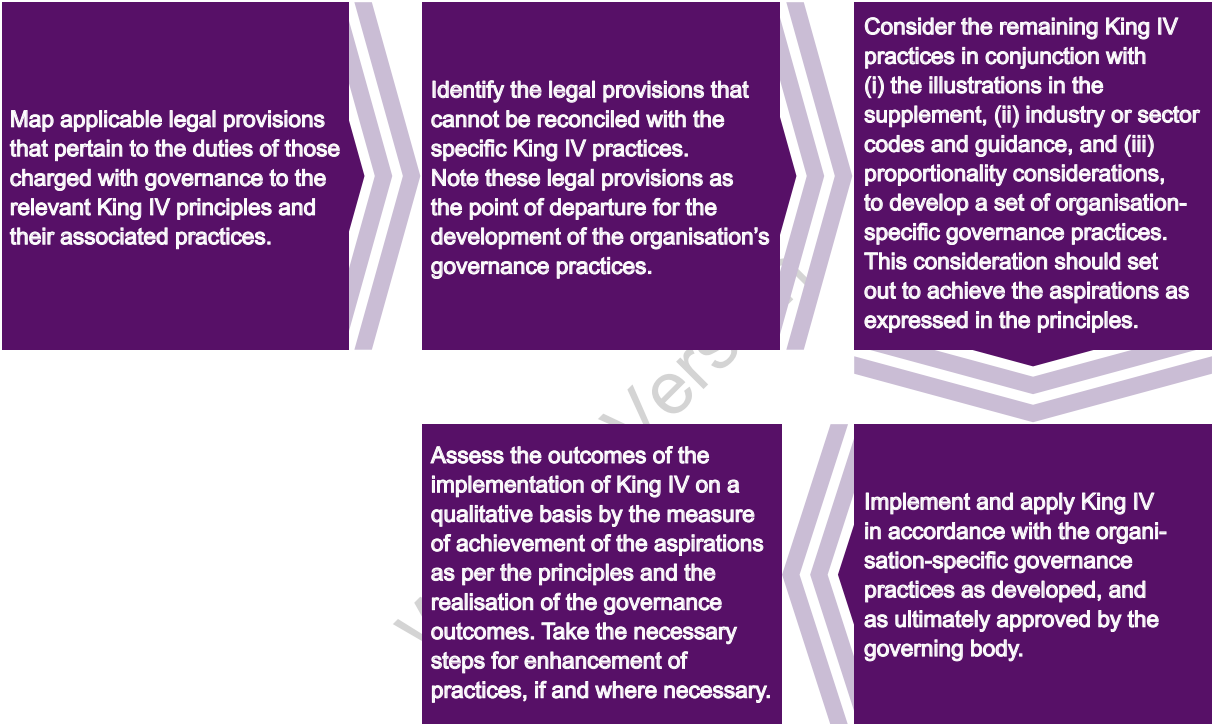 Map applicable legal provisions
that pertain to the duties of those
charged with governance to the
relevant King IV principles and
their associated practices.
Identify the legal provisions that
cannot be reconciled with the
specific King IV practices.
Note these legal provisions as
the point of departure for the
development of the organisation’s
governance practices.
Consider the remaining King IV
practices in conjunction with
(i) the illustrations in the
supplement, (ii) industry or sector
codes and guidance, and (iii)
proportionality considerations,
to develop a set of organisation-
specific governance practices.
This consideration should set
out to achieve the aspirations as
expressed in the principles.
Implement and apply King IV
in accordance with the organi-
sation-specific governance
practices as developed, and
as ultimately approved by the
governing body.
Assess the outcomes of the
implementation of King IV on a
qualitative basis by the measure
of achievement of the aspirations
as per the principles and the
realisation of the governance
outcomes. Take the necessary
steps for enhancement of
practices, if and where necessary.